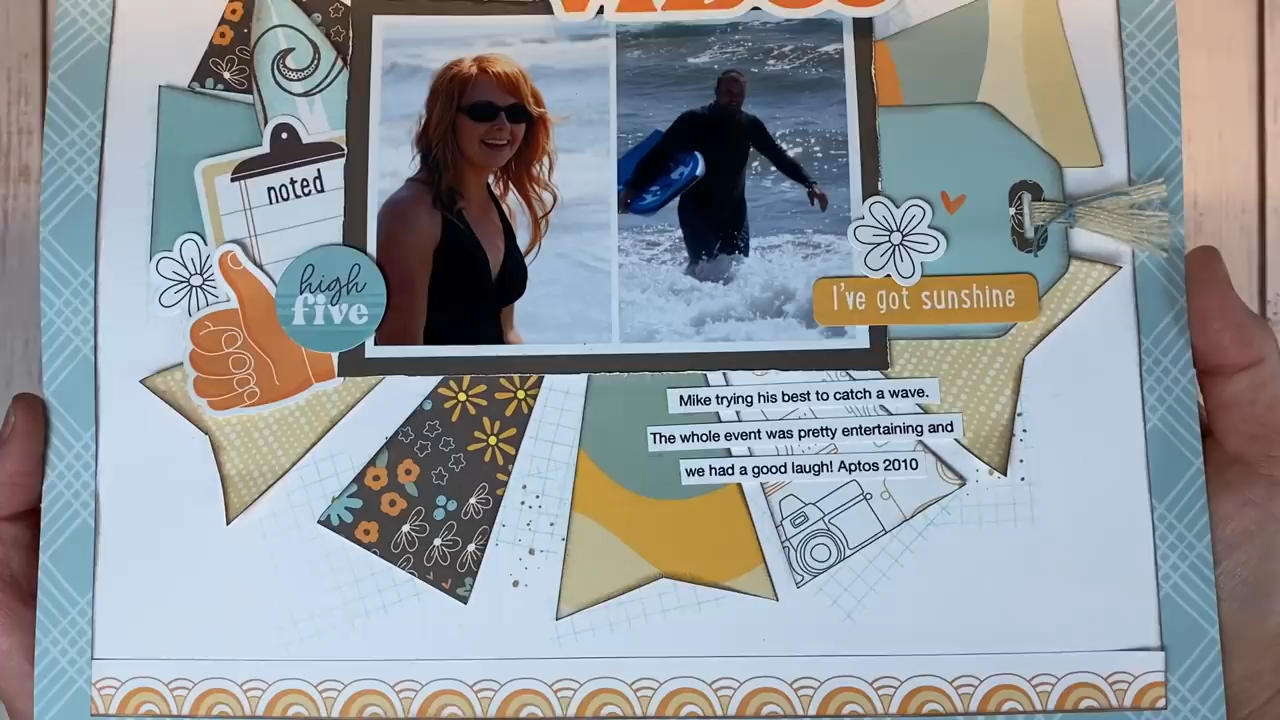 noted
high
five
I've got sunshine
Mike trying his best to catch a wave.
The whole event was pretty entertaining and
we had a good laugh! Aptos 2010